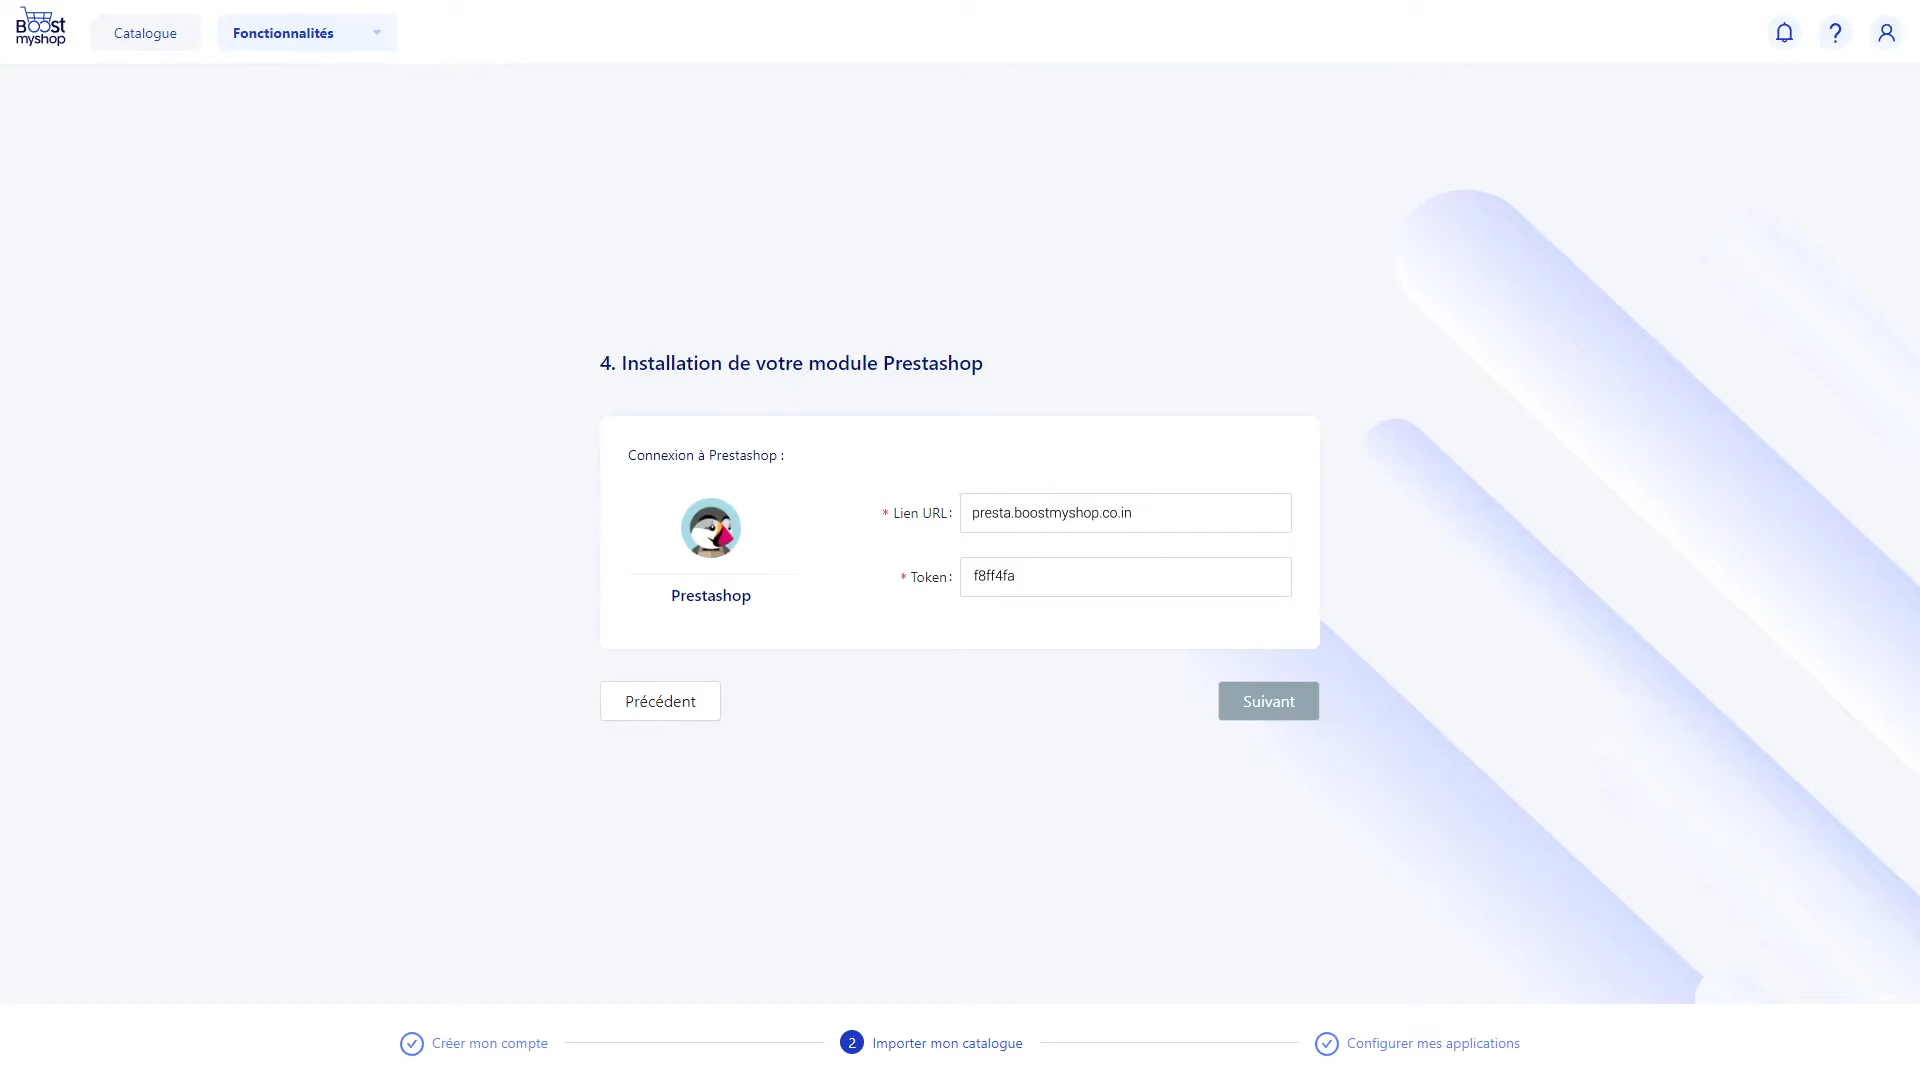 Boost
myshop
Catalogue
Fonctionnalités
?
4. Installation de votre module Prestashop
Connexion à Prestashop :
* Lien URL: presta.boostmyshop.co.in
* Token: f8ff4fa
Prestashop
Précédent
Suivant
Créer mon compte
2 Importer mon catalogue
Configurer mes applications